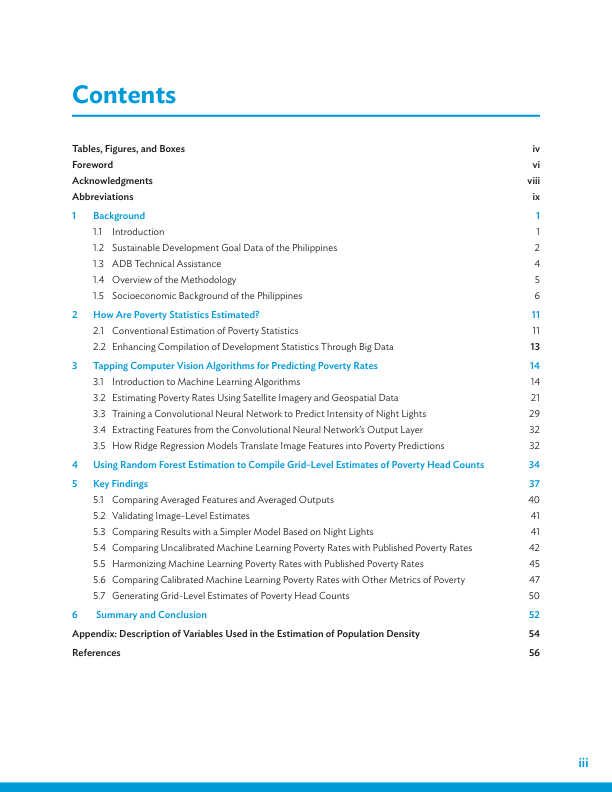 Contents
Tables, Figures, and Boxes iv
Foreword vi
Acknowledgments viii
Abbreviations ix
1 Background 1
1.1 Introduction 1
1.2 Sustainable Development Goal Data of the Philippines 2
1.3 ADB Technical Assistance 4
1.4 Overview of the Methodology 5
1.5 Socioeconomic Background of the Philippines 6
2 How Are Poverty Statistics Estimated? 11
2.1 Conventional Estimation of Poverty Statistics 11
2.2 Enhancing Compilation of Development Statistics Through Big Data 13
3 Tapping Computer Vision Algorithms for Predicting Poverty Rates 14
3.1 Introduction to Machine Learning Algorithms 14
3.2 Estimating Poverty Rates Using Satellite Imagery and Geospatial Data 21
3.3 Training a Convolutional Neural Network to Predict Intensity of Night Lights 29
3.4 Extracting Features from the Convolutional Neural Network's Output Layer 32
3.5 How Ridge Regression Models Translate Image Features into Poverty Predictions 32
4 Using Random Forest Estimation to Compile Grid-Level Estimates of Poverty Head Counts 34
5 Key Findings 37
5.1 Comparing Averaged Features and Averaged Outputs 40
5.2 Validating Image-Level Estimates 41
5.3 Comparing Results with a Simpler Model Based on Night Lights 41
5.4 Comparing Uncalibrated Machine Learning Poverty Rates with Published Poverty Rates 42
5.5 Harmonizing Machine Learning Poverty Rates with Published Poverty Rates 45
5.6 Comparing Calibrated Machine Learning Poverty Rates with Other Metrics of Poverty 47
5.7 Generating Grid-Level Estimates of Poverty Head Counts 50
6 Summary and Conclusion 52
Appendix: Description of Variables Used in the Estimation of Population Density 54
References 56
iii